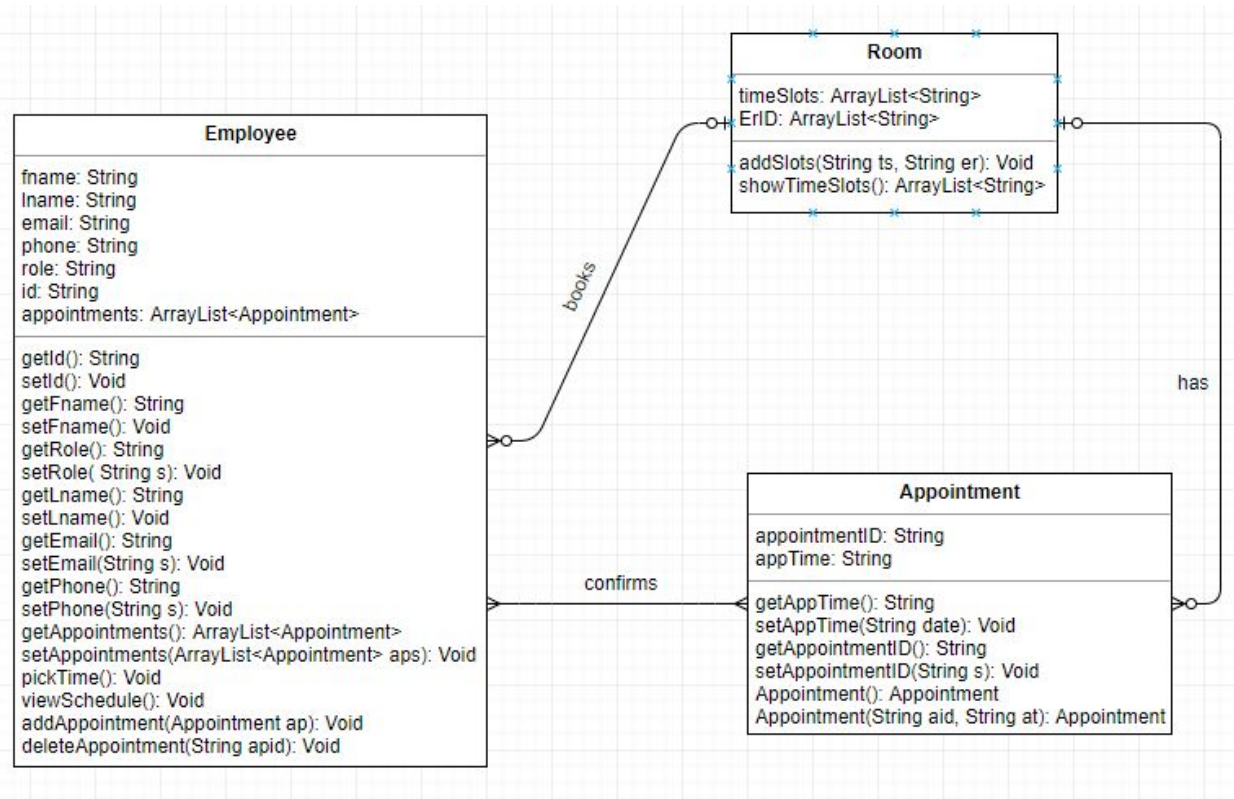 Room
timeSlots: ArrayList<String>
ErID: ArrayList<String>
addSlots(String ts, String er): Void
showTimeSlots(): ArrayList<String>
Employee
fname: String
lname: String
email: String
phone: String
role: String
id: String
appointments: ArrayList<Appointment>
getId(): String
setId(): Void
getFname(): String
setFname(): Void
getRole(): String
setRole( String s): Void
getLname(): String
setLname(): Void
getEmail(): String
setEmail(String s): Void
getPhone(): String
setPhone(String s): Void
getAppointments(): ArrayList<Appointment>
setAppointments(ArrayList<Appointment> aps): Void
pickTime(): Void
viewSchedule(): Void
addAppointment(Appointment ap): Void
deleteAppointment(String apid): Void
books
has
confirms
Appointment
appointmentID: String
appTime: String
getAppTime(): String
setAppTime(String date): Void
getAppointmentID(): String
setAppointmentID(String s): Void
Appointment(): Appointment
Appointment(String aid, String at): Appointment